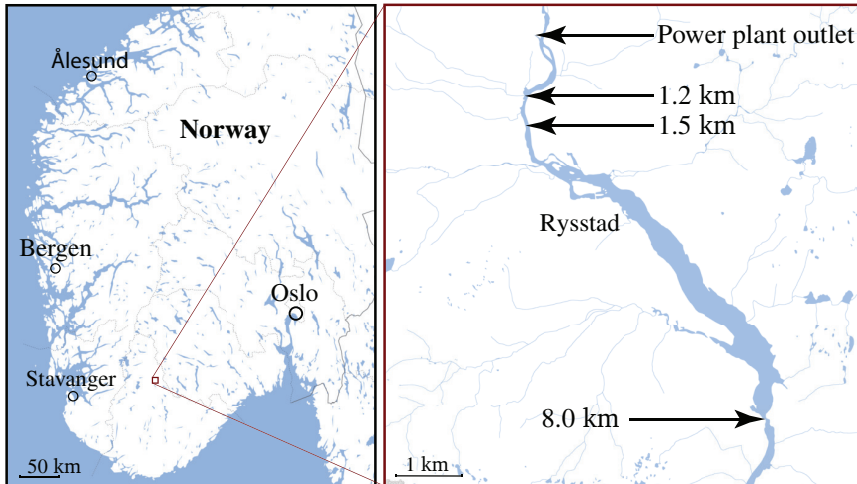 Ålesund
Norway
Bergen
Oslo
Stavanger
50 km
Power plant outlet
1.2 km
1.5 km
Rysstad
8.0 km
1 km